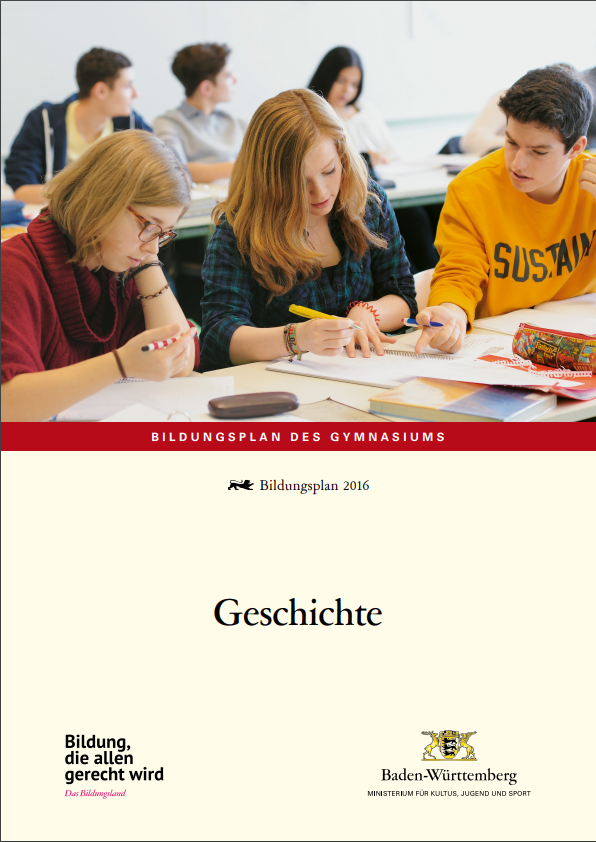 SUSTAIN
BILDUNGSPLAN DES GYMNASIUMS
Bildungsplan 2016
Geschichte
Bildung,
die allen
gerecht wird
Das Bildungsland
Baden-Württemberg
MINISTERIUM FÜR KULTUS, JUGEND UND SPORT